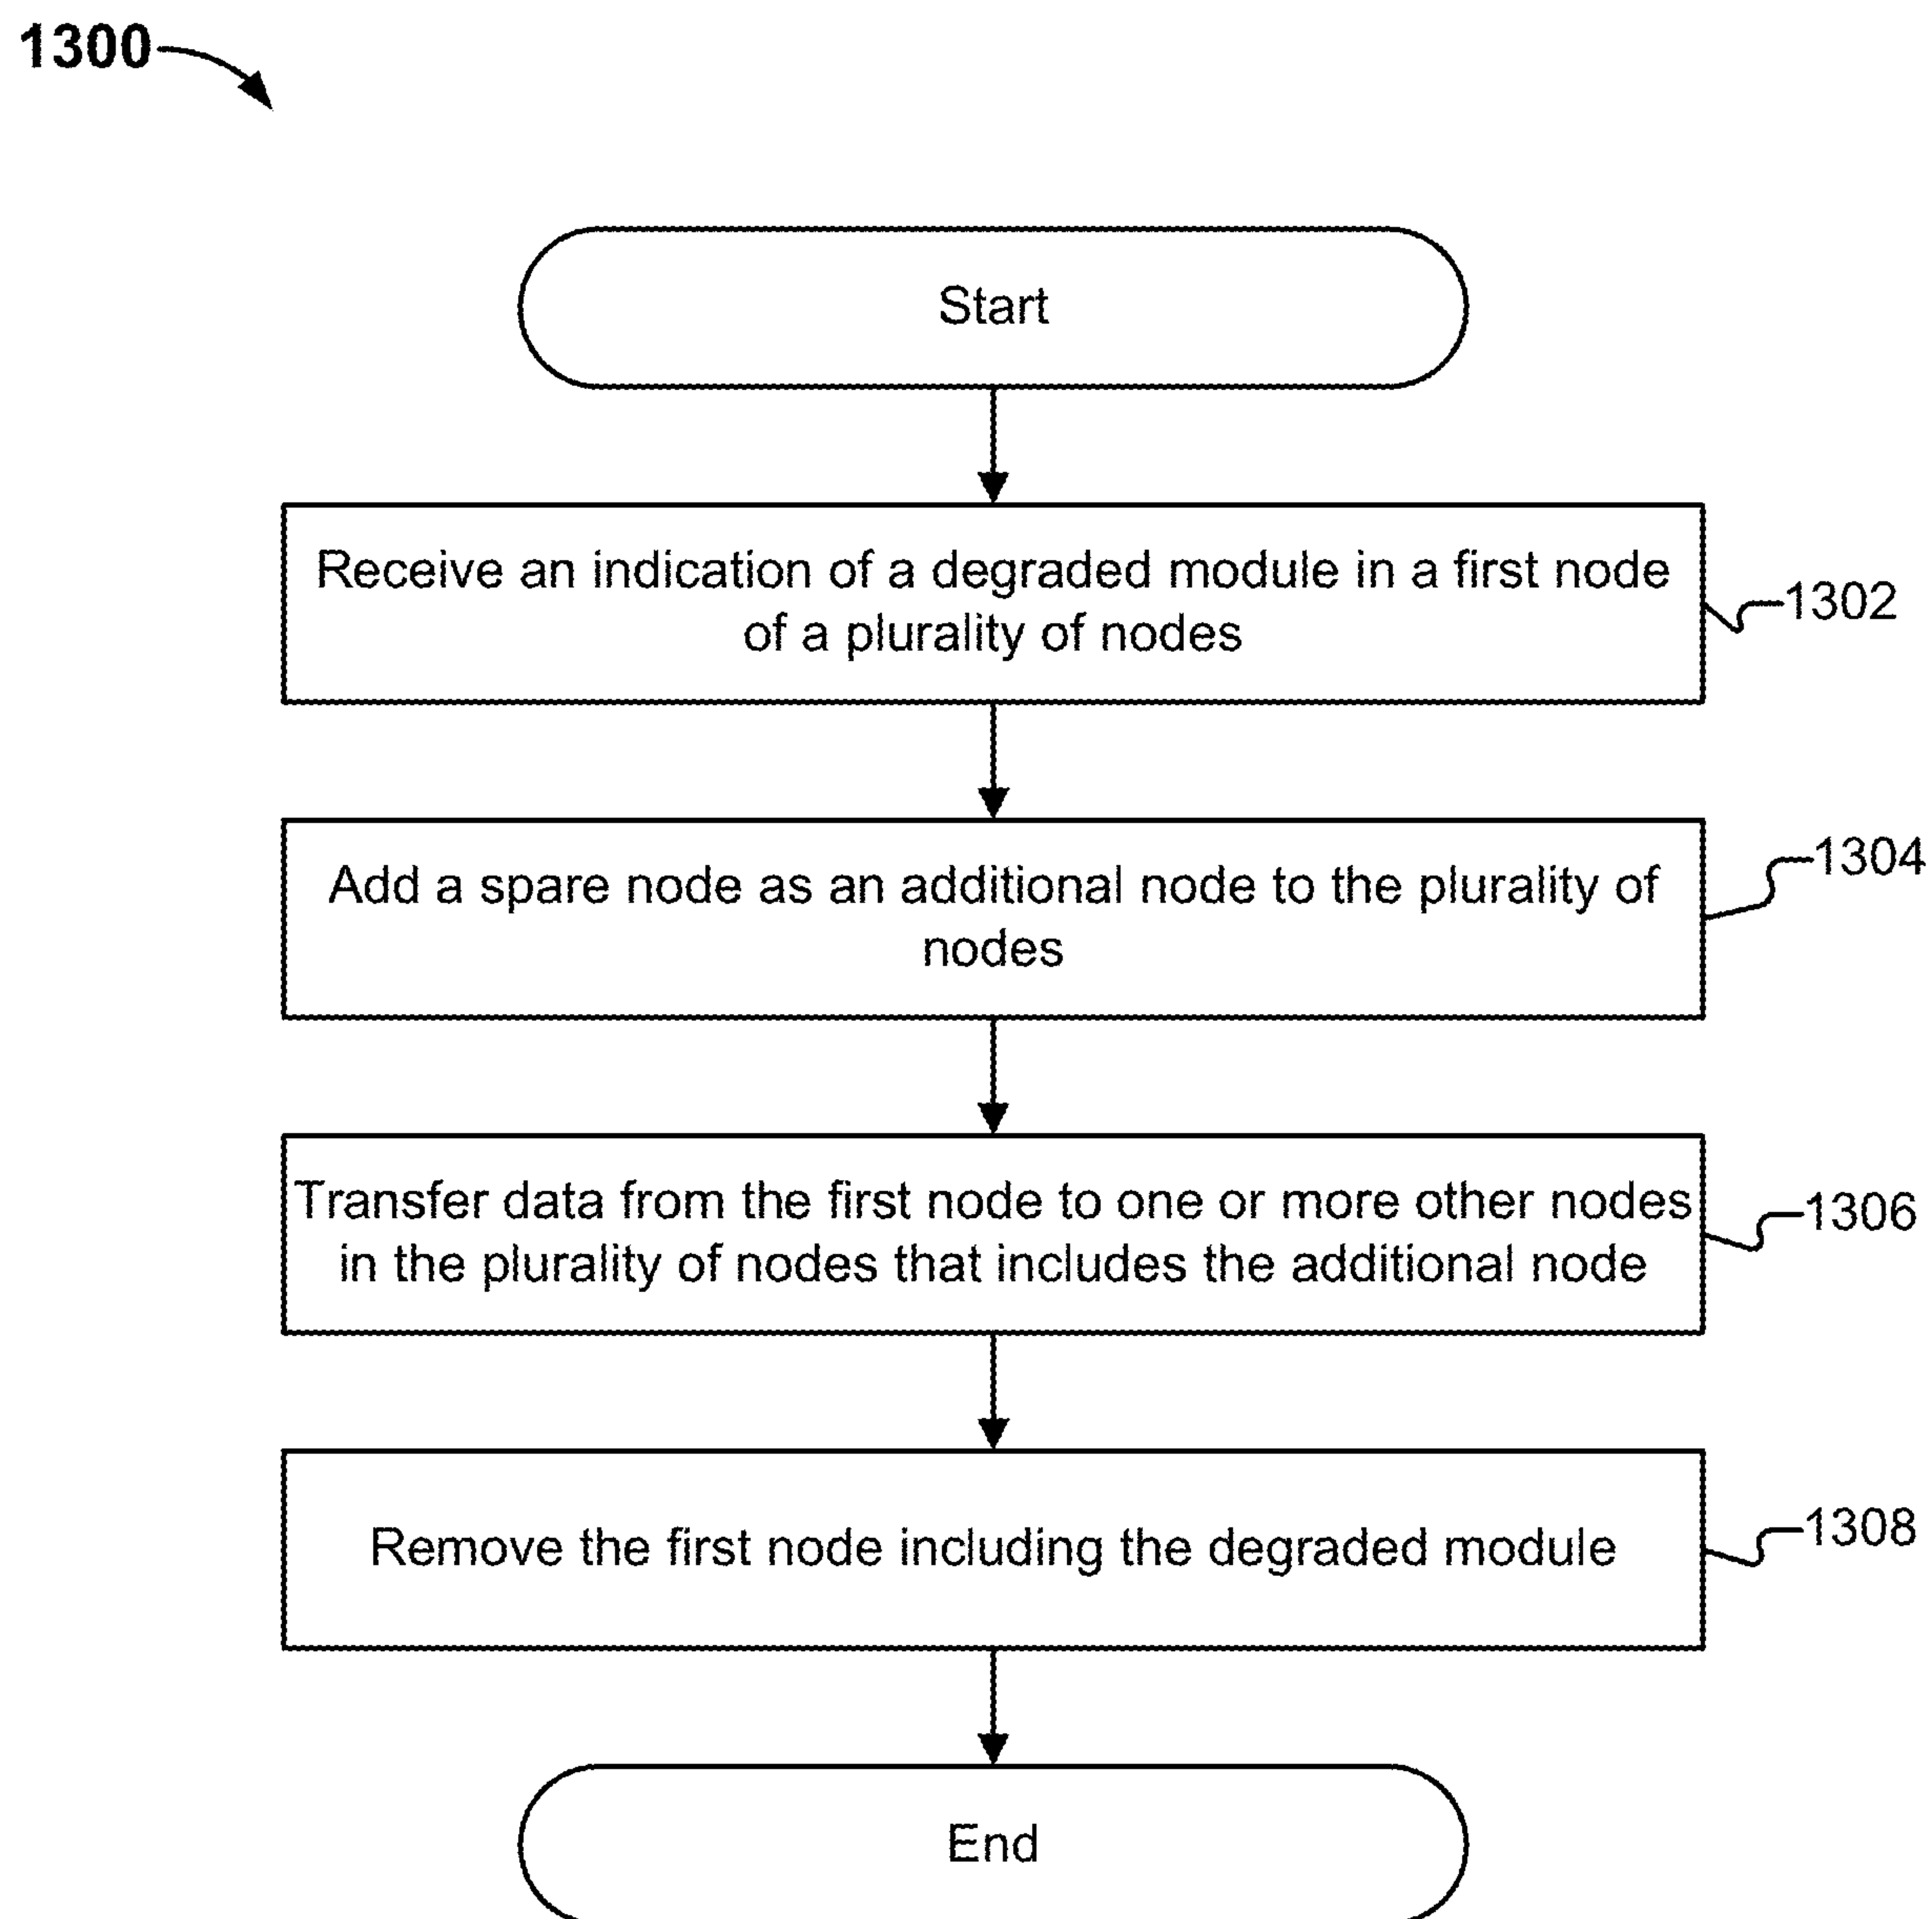 1300
Start
Receive an indication of a degraded module in a first node
of a plurality of nodes
1302
Add a spare node as an additional node to the plurality of
nodes
1304
Transfer data from the first node to one or more other nodes
in the plurality of nodes that includes the additional node
1306
Remove the first node including the degraded module
1308
End